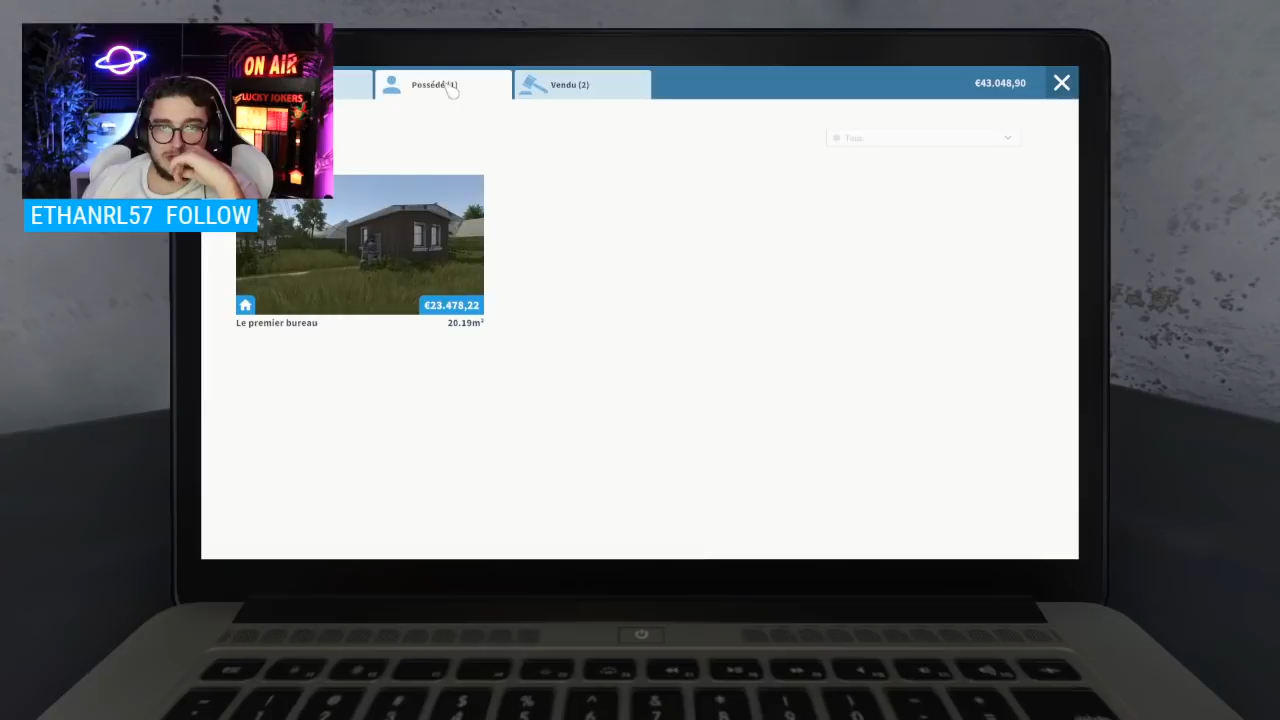 ON AIR
LUCKY JOKERS
ETHANRL57 FOLLOW
Possédé (1)
Vendu (2)
€43.048,90
Tous
€23.478,22
Le premier bureau
20.19m²